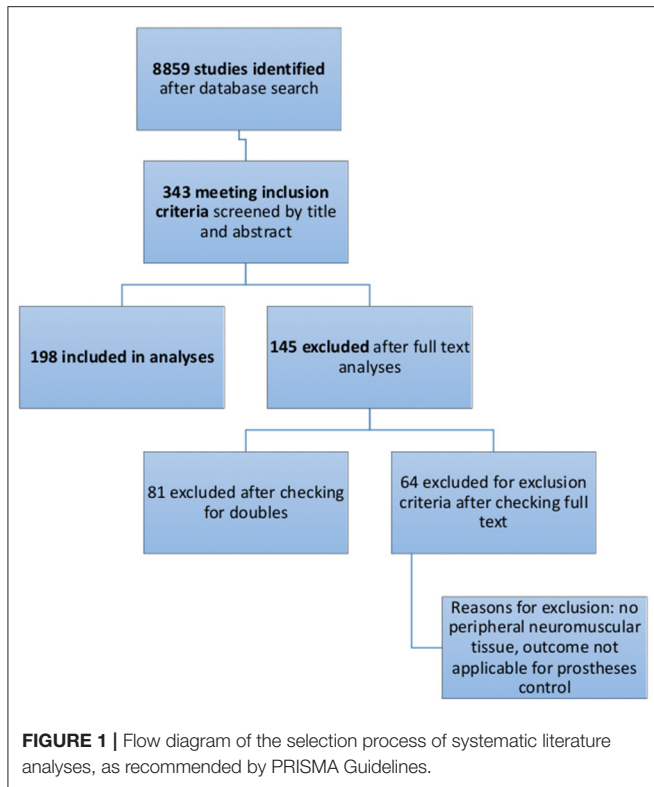 8859 studies identified
after database search
343 meeting inclusion
criteria screened by title
and abstract
198 included in analyses
145 excluded after full text
analyses
81 excluded after checking
for doubles
64 excluded for exclusion
criteria after checking full
text
Reasons for exclusion: no
peripheral neuromuscular
tissue, outcome not
applicable for prostheses
control
FIGURE 1 | Flow diagram of the selection process of systematic literature
analyses, as recommended by PRISMA Guidelines.